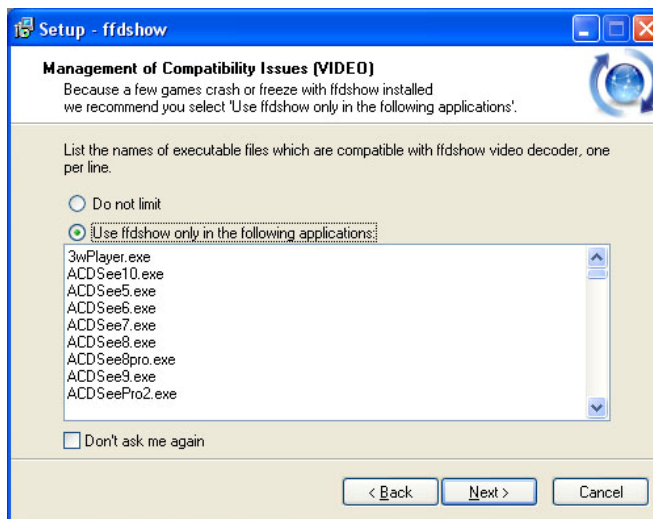 Setup - ffdshow
Management of Compatibility Issues (VIDEO)
Because a few games crash or freeze with ffdshow installed
we recommend you select 'Use ffdshow only in the following applications'.
List the names of executable files which are compatible with ffdshow video decoder, one
per line.
Do not limit
Use ffdshow only in the following applications:
3wPlayer.exe
ACDSee10.exe
ACDSee5.exe
ACDSee6.exe
ACDSee7.exe
ACDSee8.exe
ACDSee8pro.exe
ACDSee9.exe
ACDSeePro2.exe
Don't ask me again
< Back
Next >
Cancel